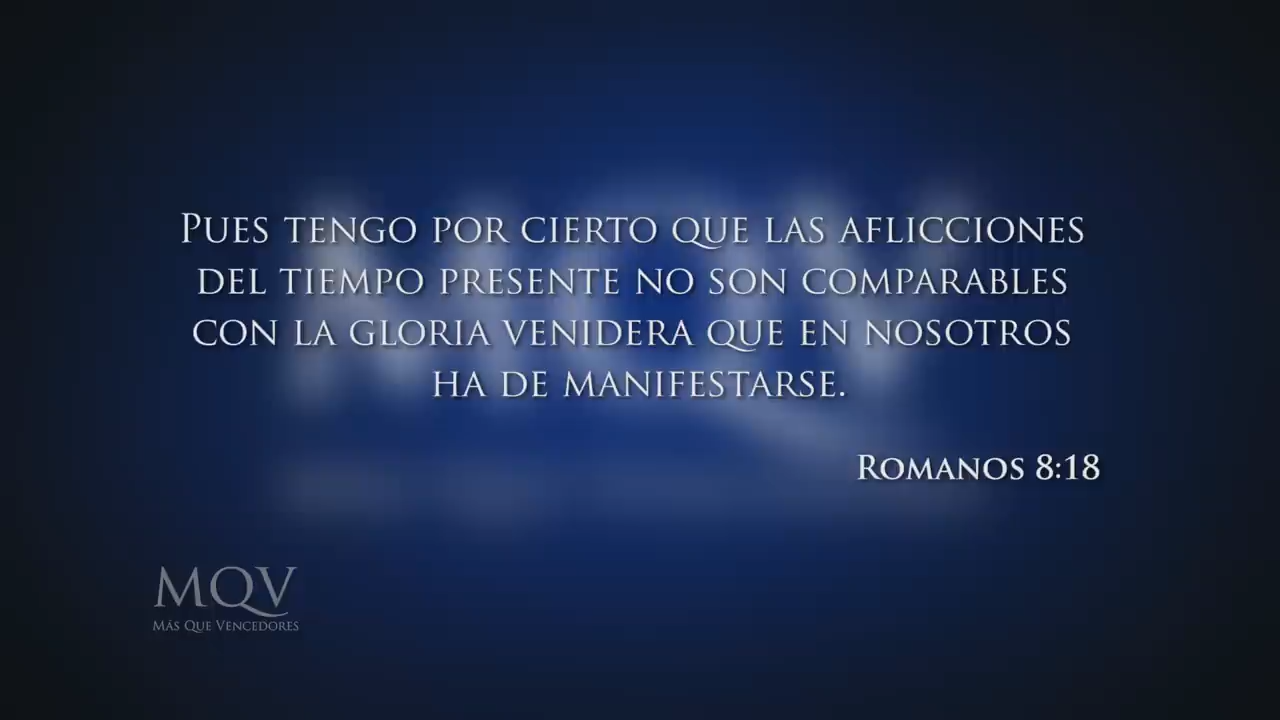 Pues tengo por cierto que las aflicciones
del tiempo presente no son comparables
con la gloria venidera que en nosotros
ha de manifestarse.
Romanos 8:18
MQV
Más Que Vencedores